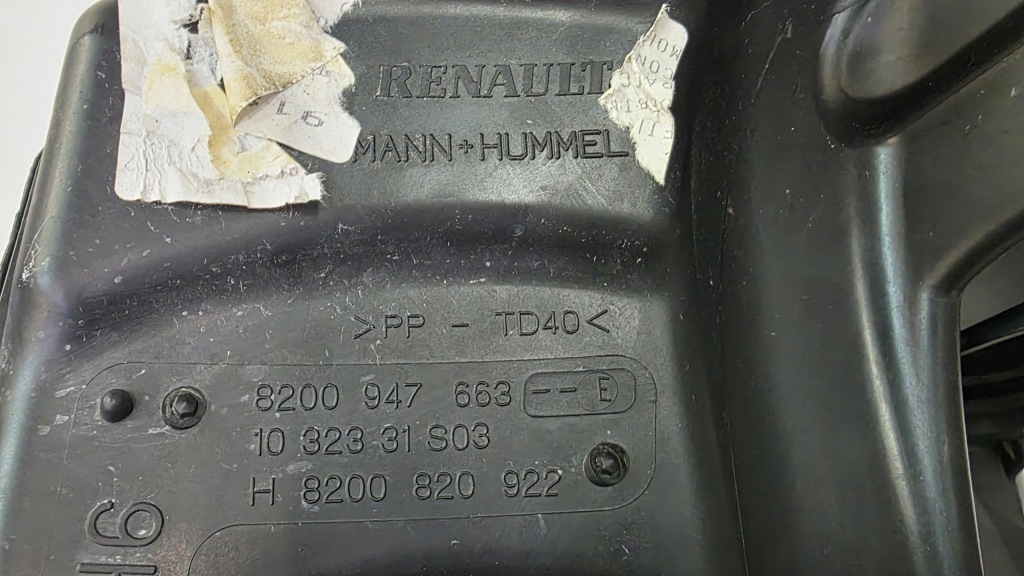 RENAULT
MANN+HUMMEL
>PP - TD40<
8200 947 663 -- E
10 323 31 S03
H 8200 820 922